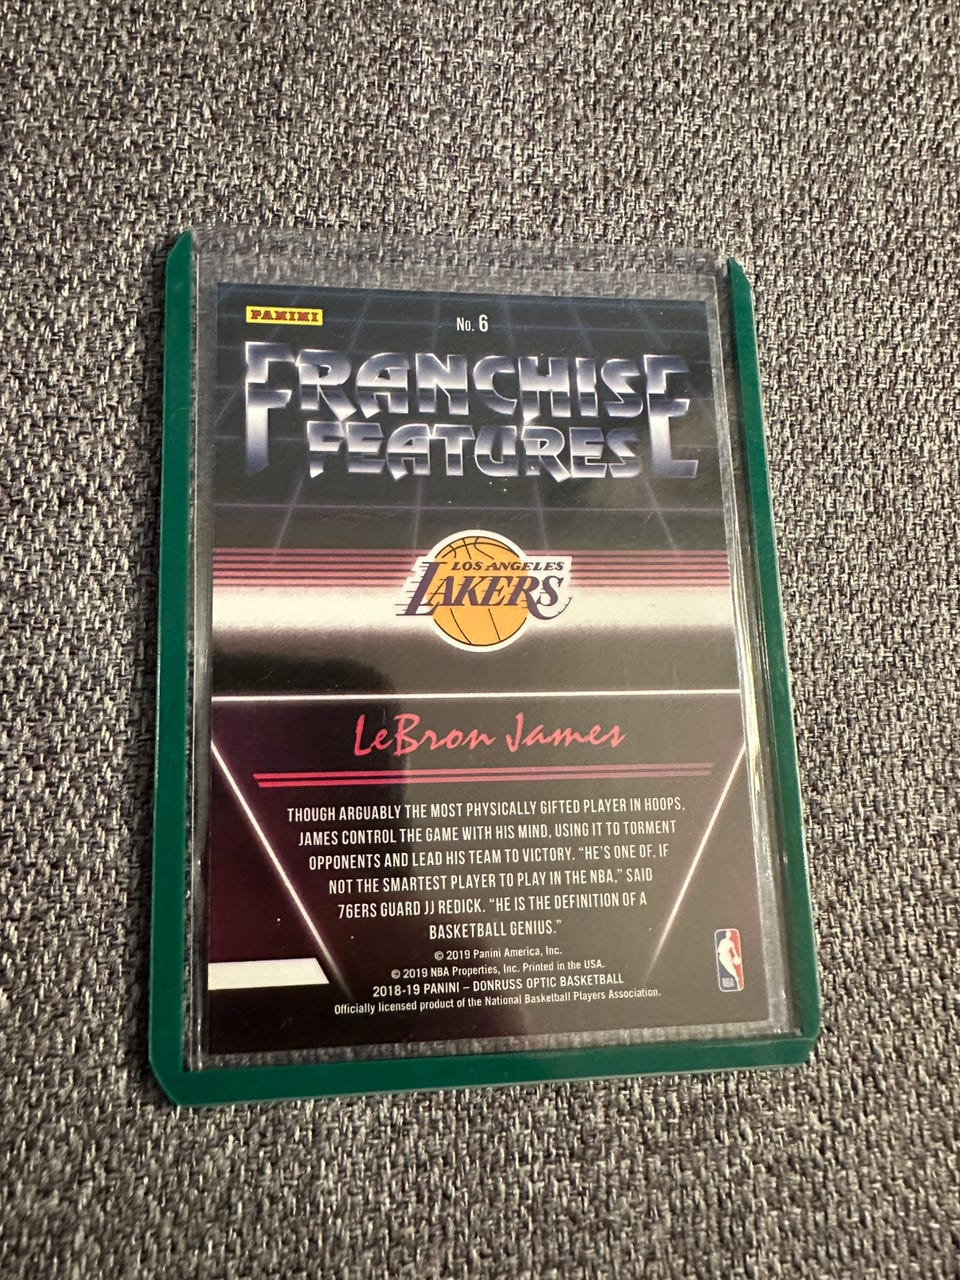 PANINI
No. 6
FRANCHISE
FEATURES
LOS ANGELES
LAKERS
LeBron James
THOUGH ARGUABLY THE MOST PHYSICALLY GIFTED PLAYER IN HOOPS,
JAMES CONTROL THE GAME WITH HIS MIND, USING IT TO TORMENT
OPPONENTS AND LEAD HIS TEAM TO VICTORY. “HE’S ONE OF, IF
NOT THE SMARTEST PLAYER TO PLAY IN THE NBA,” SAID
76ERS GUARD JJ REDICK. “HE IS THE DEFINITION OF A
BASKETBALL GENIUS.”
© 2019 Panini America, Inc.
© 2019 NBA Properties, Inc. Printed in the USA.
2018-19 PANINI – DONRUSS OPTIC BASKETBALL
Officially licensed product of the National Basketball Players Association.
NBA